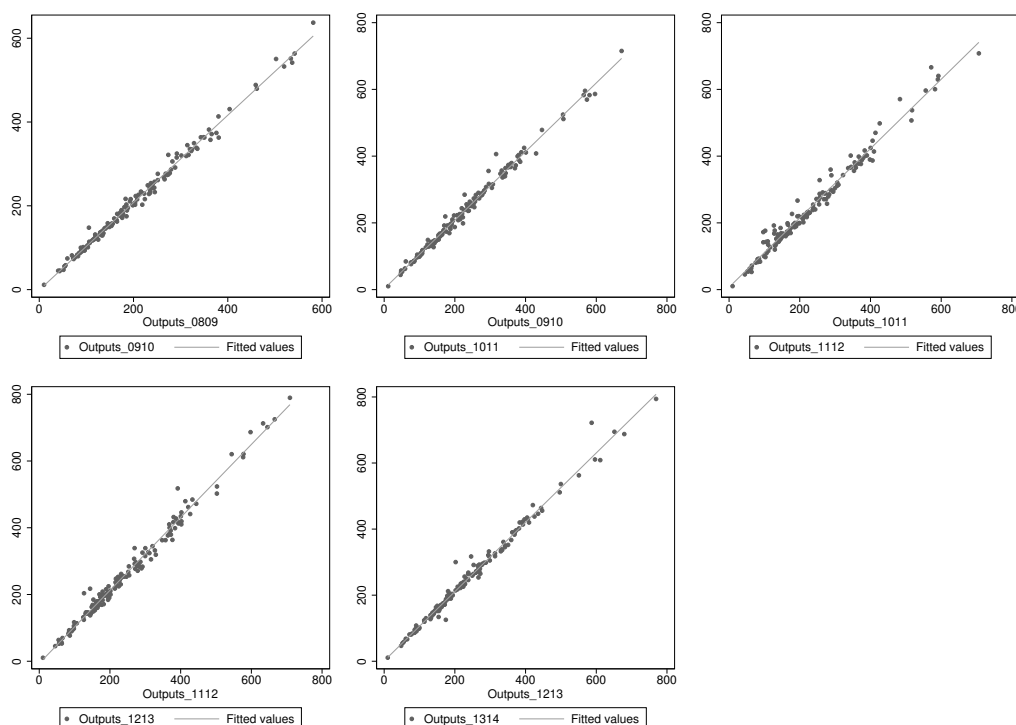 600
400
200
0
0 200 400 600
Outputs_0809
Outputs_0910 Fitted values
800
600
400
200
0
0 200 400 600 800
Outputs_0910
Outputs_1011 Fitted values
800
600
400
200
0
0 200 400 600 800
Outputs_1011
Outputs_1112 Fitted values
800
600
400
200
0
0 200 400 600 800
Outputs_1112
Outputs_1213 Fitted values
800
600
400
200
0
0 200 400 600 800
Outputs_1213
Outputs_1314 Fitted values